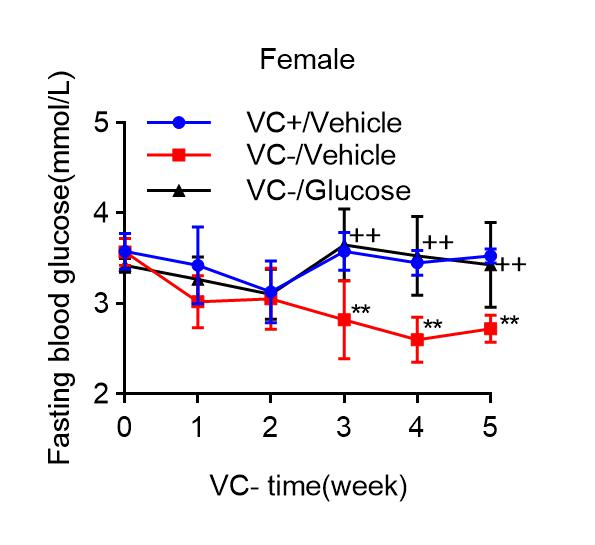 Female
Fasting blood glucose(mmol/L)
VC+/Vehicle
VC-/Vehicle
VC-/Glucose
5
4
3
2
++
++
++
**
**
**
0 1 2 3 4 5
VC- time(week)